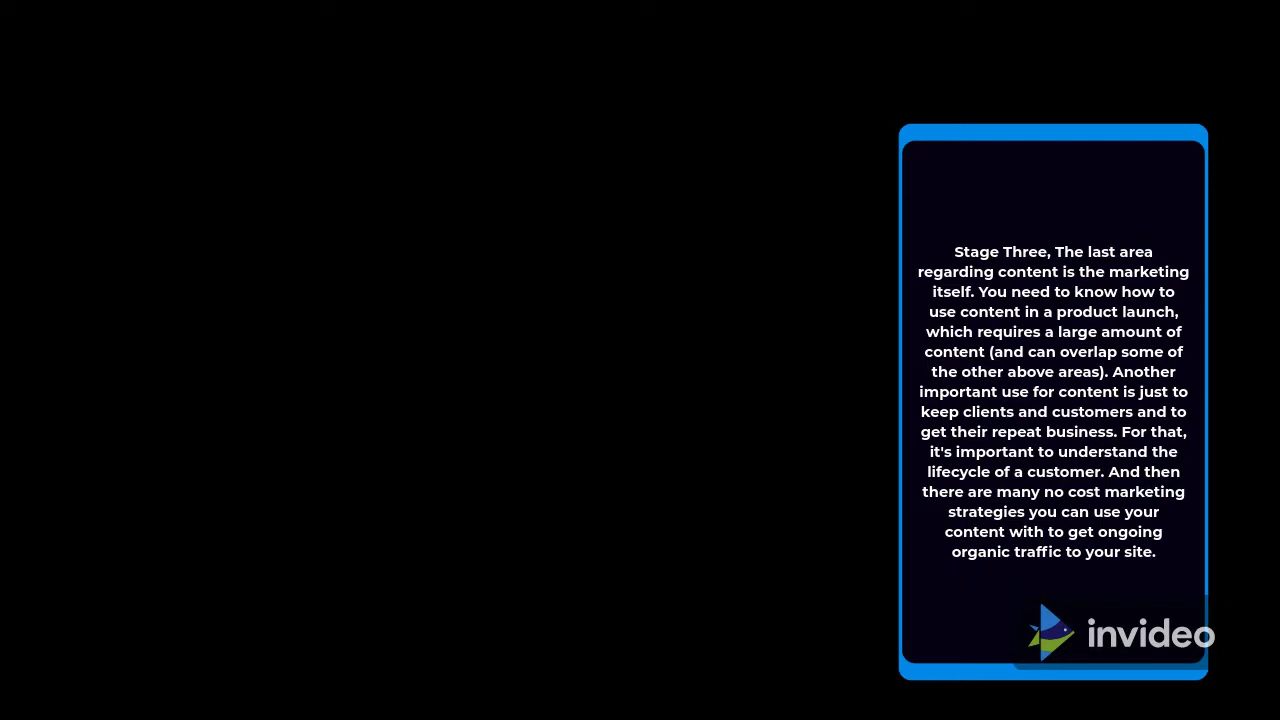 Stage Three, The last area
regarding content is the marketing
itself. You need to know how to
use content in a product launch,
which requires a large amount of
content (and can overlap some of
the other above areas). Another
important use for content is just to
keep clients and customers and to
get their repeat business. For that,
it's important to understand the
lifecycle of a customer. And then
there are many no cost marketing
strategies you can use your
content with to get ongoing
organic traffic to your site.
invideo